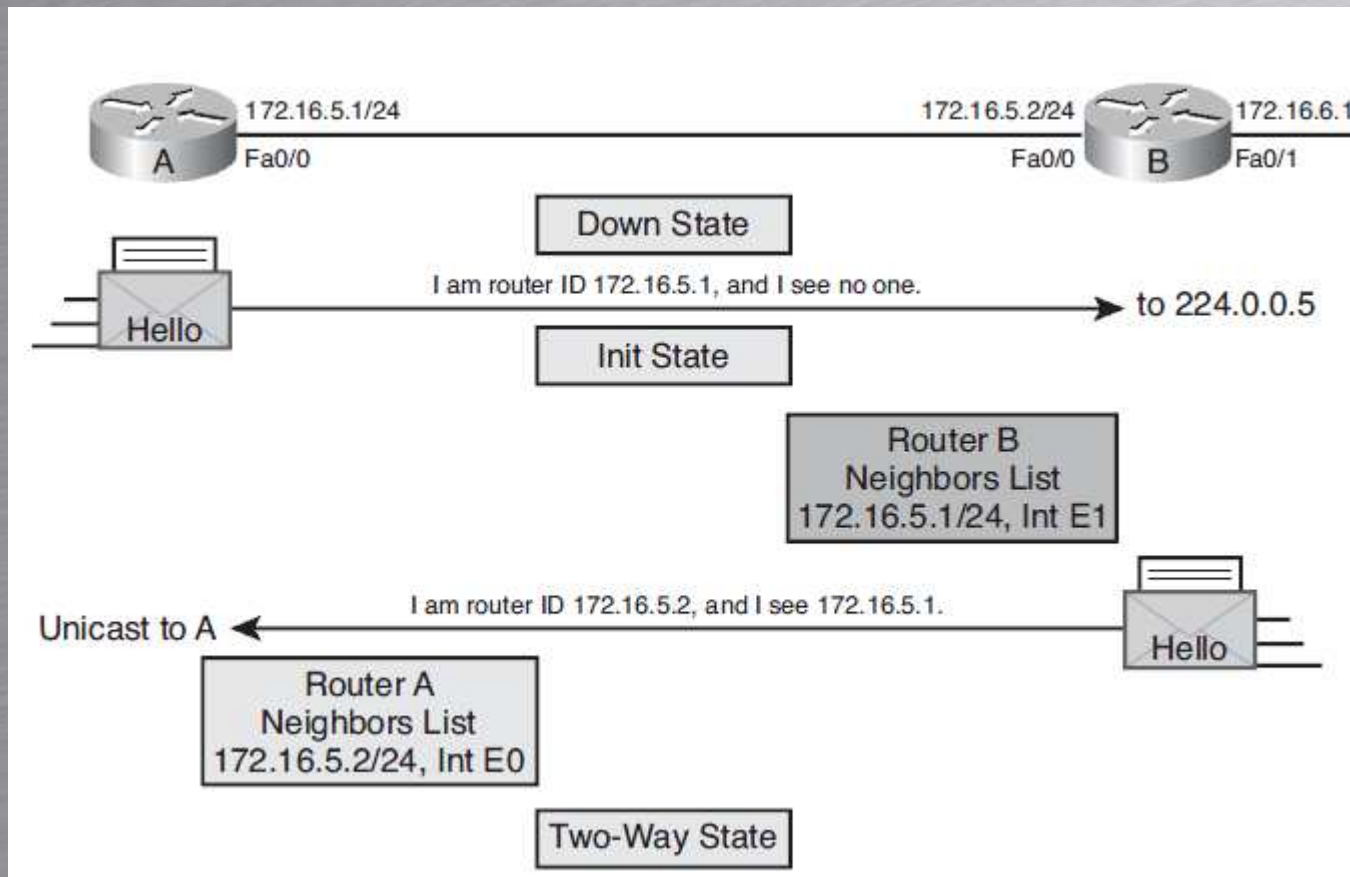 172.16.5.1/24
172.16.5.2/24
172.16.6.1
A
Fa0/0
Fa0/0
B
Fa0/1
Down State
I am router ID 172.16.5.1, and I see no one.
to 224.0.0.5
Hello
Init State
Router B
Neighbors List
172.16.5.1/24, Int E1
I am router ID 172.16.5.2, and I see 172.16.5.1.
Unicast to A
Hello
Router A
Neighbors List
172.16.5.2/24, Int E0
Two-Way State